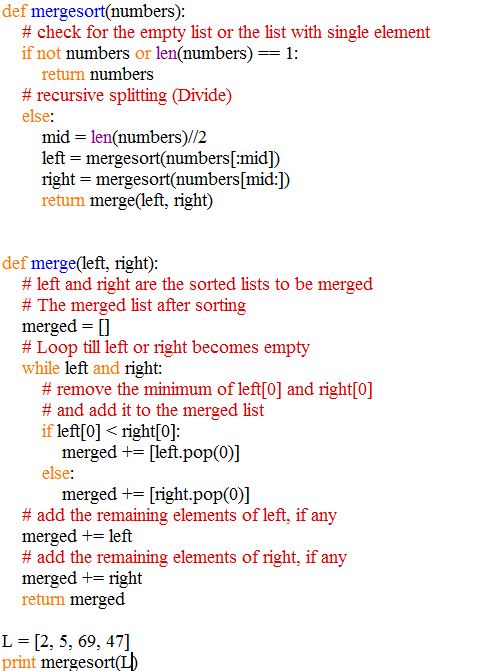 def mergesort(numbers):
    # check for the empty list or the list with single element
    if not numbers or len(numbers) == 1:
        return numbers
    # recursive splitting (Divide)
    else:
        mid = len(numbers)//2
        left = mergesort(numbers[:mid])
        right = mergesort(numbers[mid:])
        return merge(left, right)
def merge(left, right):
    # left and right are the sorted lists to be merged
    # The merged list after sorting
    merged = []
    # Loop till left or right becomes empty
    while left and right:
        # remove the minimum of left[0] and right[0]
        # and add it to the merged list
        if left[0] < right[0]:
            merged += [left.pop(0)]
        else:
            merged += [right.pop(0)]
    # add the remaining elements of left, if any
    merged += left
    # add the remaining elements of right, if any
    merged += right
    return merged
L = [2, 5, 69, 47]
print mergesort(L)